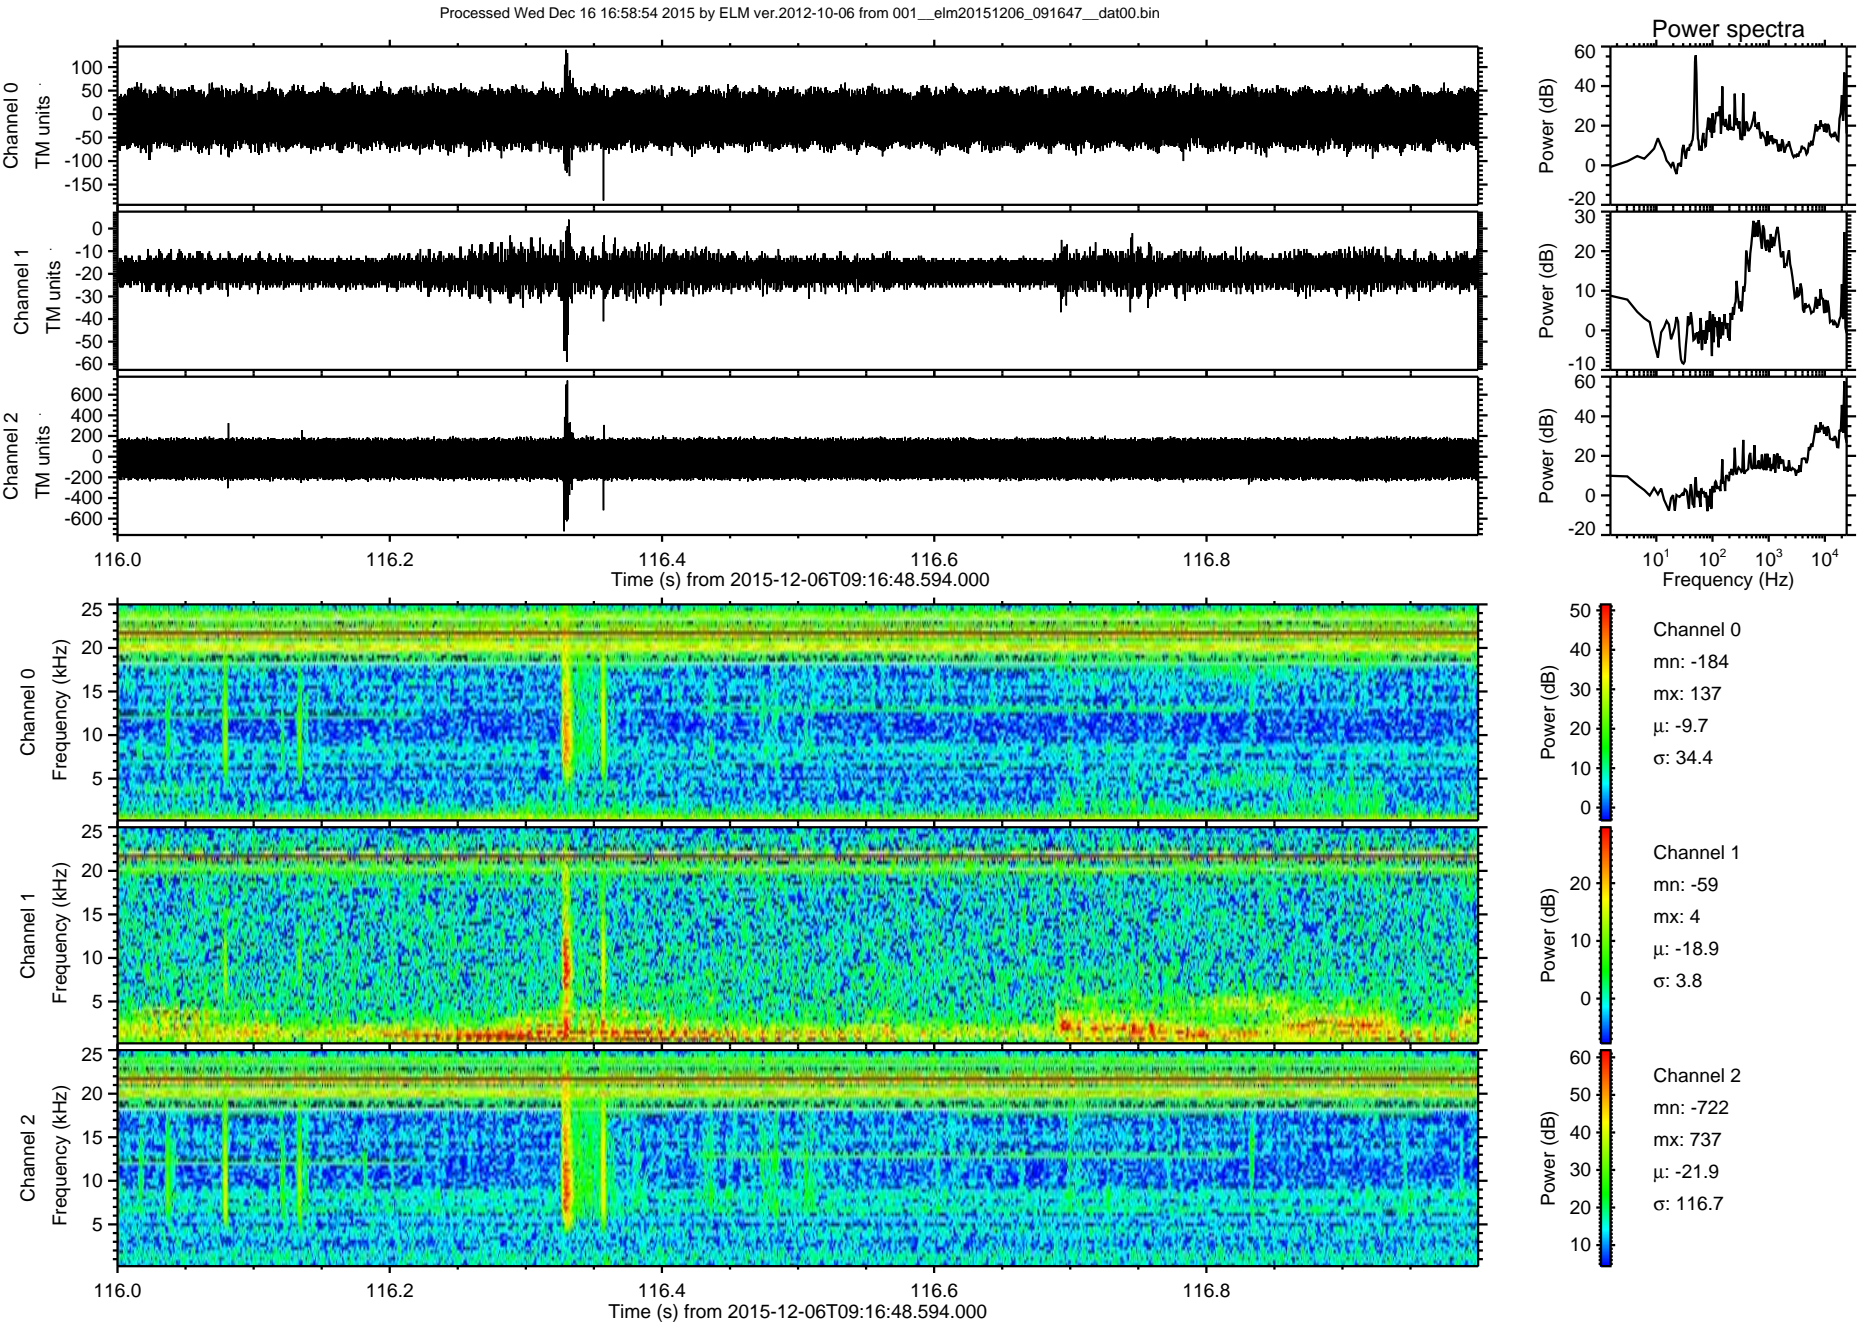 Processed Wed Dec 16 16:58:54 2015 by ELM ver.2012-10-06 from 001__elm20151206_091647__dat00.bin
Power spectra
Channel 0
TM units
100
50
0
-50
-100
-150
Power (dB)
60
40
20
0
-20
Channel 1
TM units
0
-10
-20
-30
-40
-50
-60
Power (dB)
30
20
10
0
-10
Channel 2
TM units
600
400
200
0
-200
-400
-600
Power (dB)
60
40
20
0
-20
116.0 116.2 116.4 116.6 116.8
Time (s) from 2015-12-06T09:16:48.594.000
10^1 10^2 10^3 10^4
Frequency (Hz)
Channel 0
Frequency (kHz)
25
20
15
10
5
Power (dB)
50
40
30
20
10
0
Channel 0
mn: -184
mx: 137
μ: -9.7
σ: 34.4
Channel 1
Frequency (kHz)
25
20
15
10
5
Power (dB)
20
10
0
Channel 1
mn: -59
mx: 4
μ: -18.9
σ: 3.8
Channel 2
Frequency (kHz)
25
20
15
10
5
Power (dB)
60
50
40
30
20
10
Channel 2
mn: -722
mx: 737
μ: -21.9
σ: 116.7
116.0 116.2 116.4 116.6 116.8
Time (s) from 2015-12-06T09:16:48.594.000